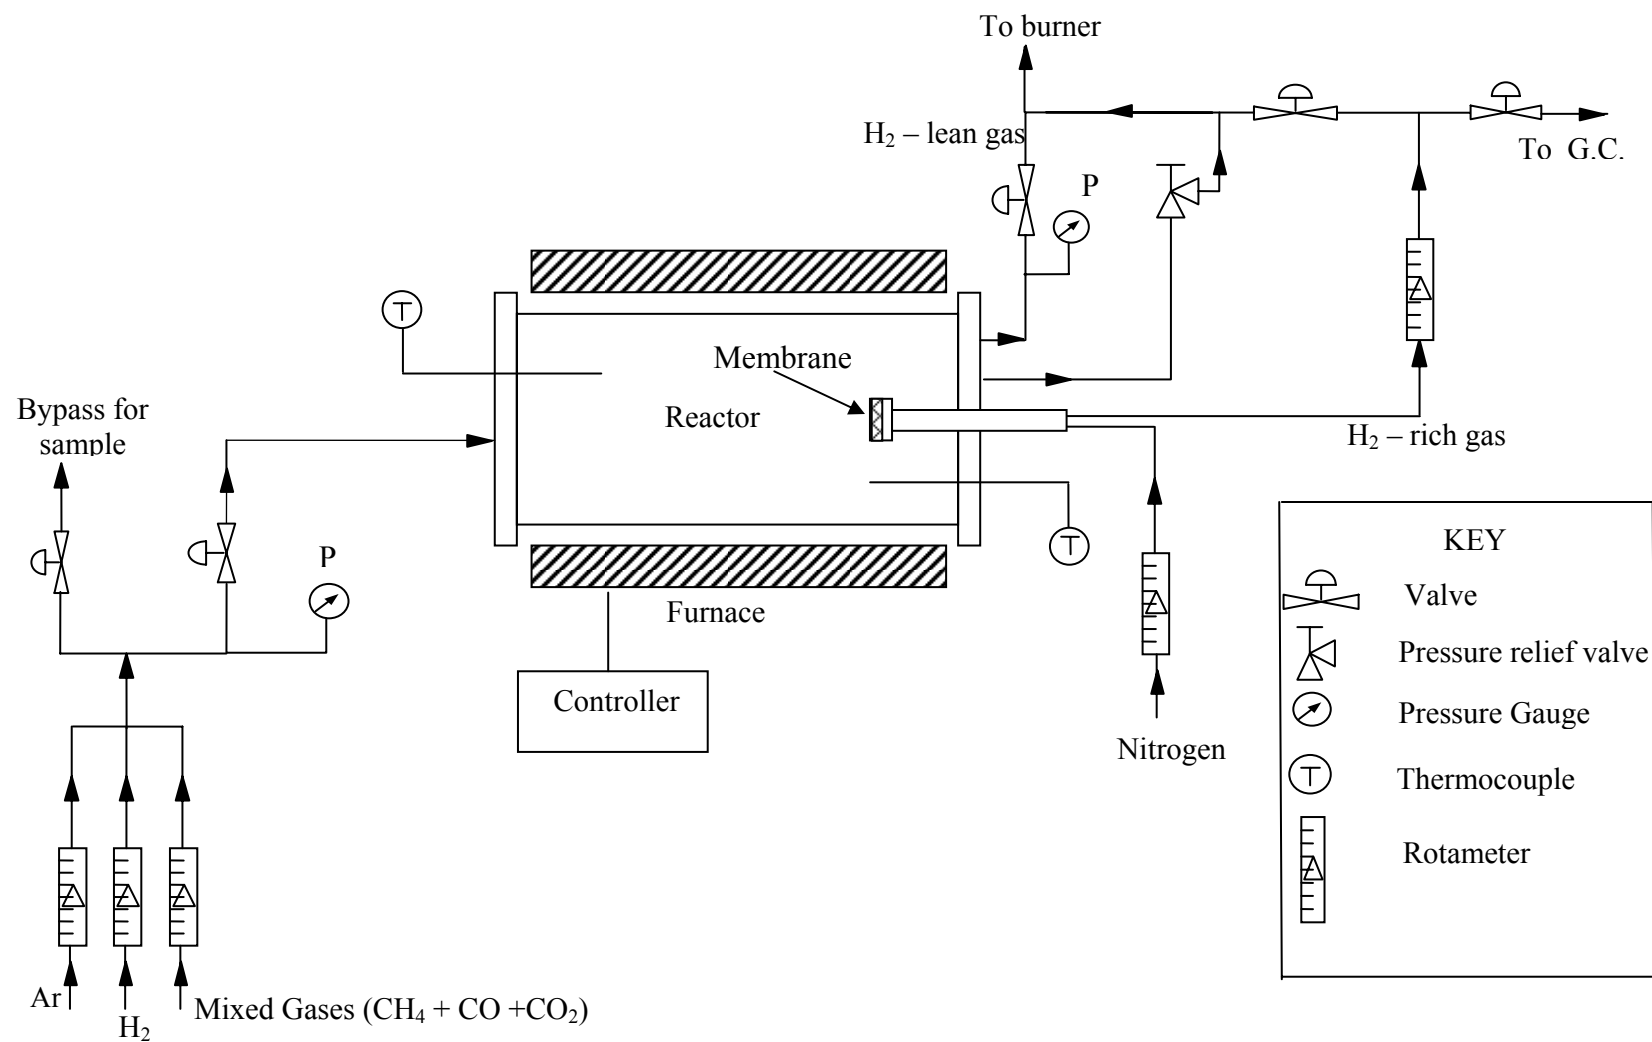 To burner
H₂ – lean gas
To G.C.
P
T
Membrane
Reactor
Bypass for
sample
H₂ – rich gas
P
T
Furnace
Controller
Nitrogen
Ar
H₂
Mixed Gases (CH₄ + CO +CO₂)
KEY
Valve
Pressure relief valve
Pressure Gauge
T
Thermocouple
Rotameter